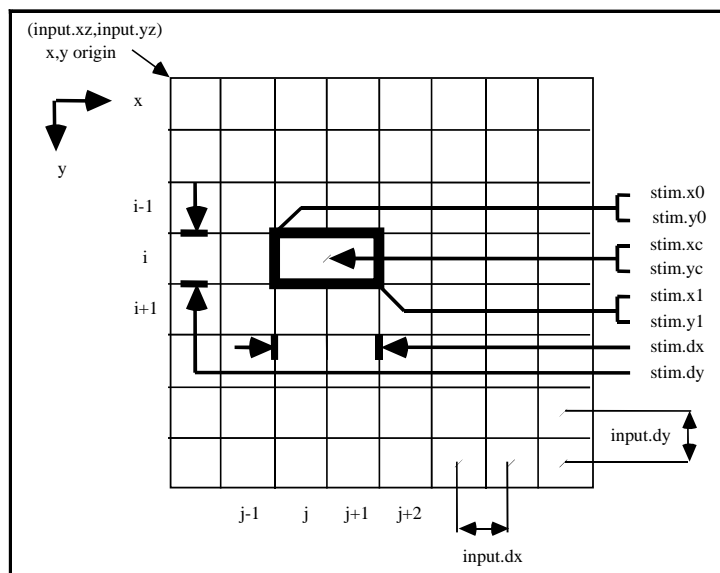 (input.xz,input.yz)
x,y origin
x
y
i-1
i
i+1
stim.x0
stim.y0
stim.xc
stim.yc
stim.x1
stim.y1
stim.dx
stim.dy
input.dy
j-1 j j+1 j+2
input.dx